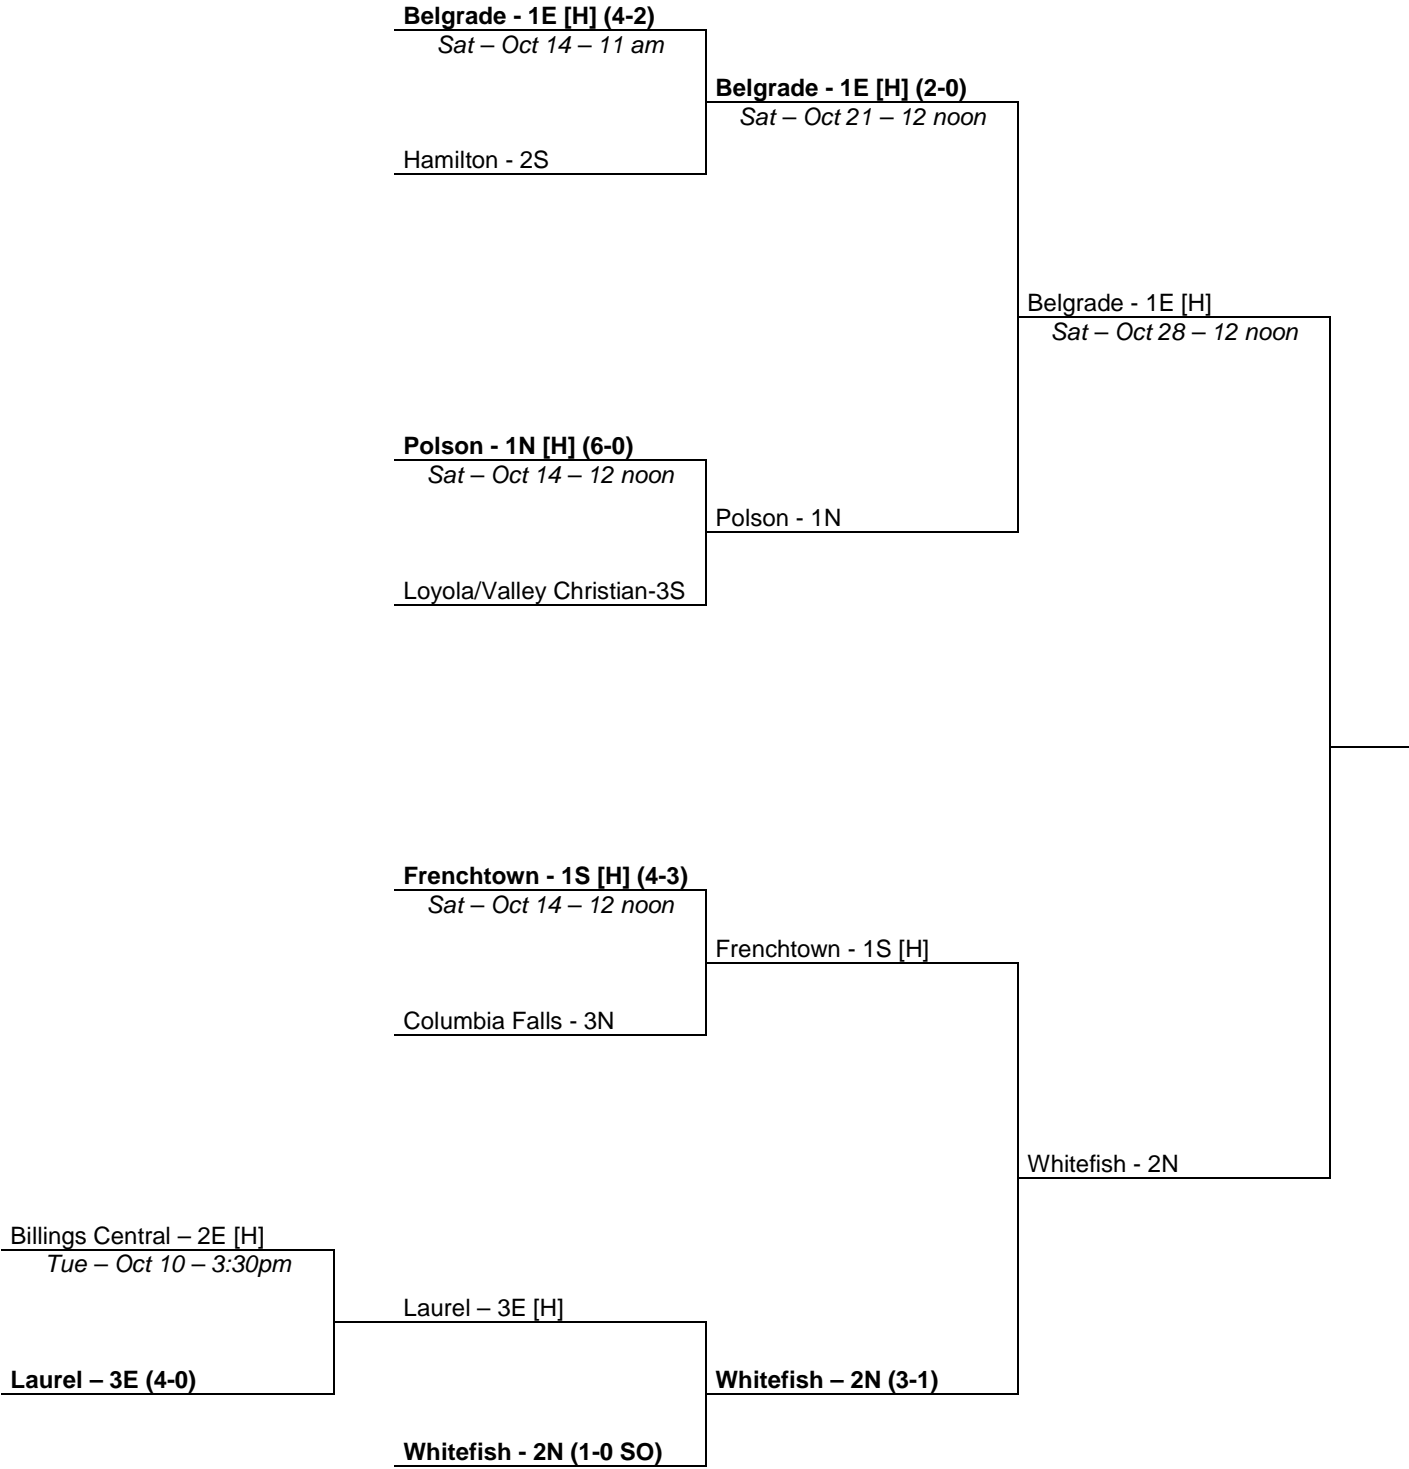 Belgrade - 1E [H] (4-2)
Sat – Oct 14 – 11 am
Belgrade - 1E [H] (2-0)
Sat – Oct 21 – 12 noon
Hamilton - 2S
Belgrade - 1E [H]
Sat – Oct 28 – 12 noon
Polson - 1N [H] (6-0)
Sat – Oct 14 – 12 noon
Polson - 1N
Loyola/Valley Christian-3S
Frenchtown - 1S [H] (4-3)
Sat – Oct 14 – 12 noon
Frenchtown - 1S [H]
Columbia Falls - 3N
Whitefish - 2N
Billings Central – 2E [H]
Tue – Oct 10 – 3:30pm
Laurel – 3E [H]
Laurel – 3E (4-0)
Whitefish – 2N (3-1)
Whitefish - 2N (1-0 SO)